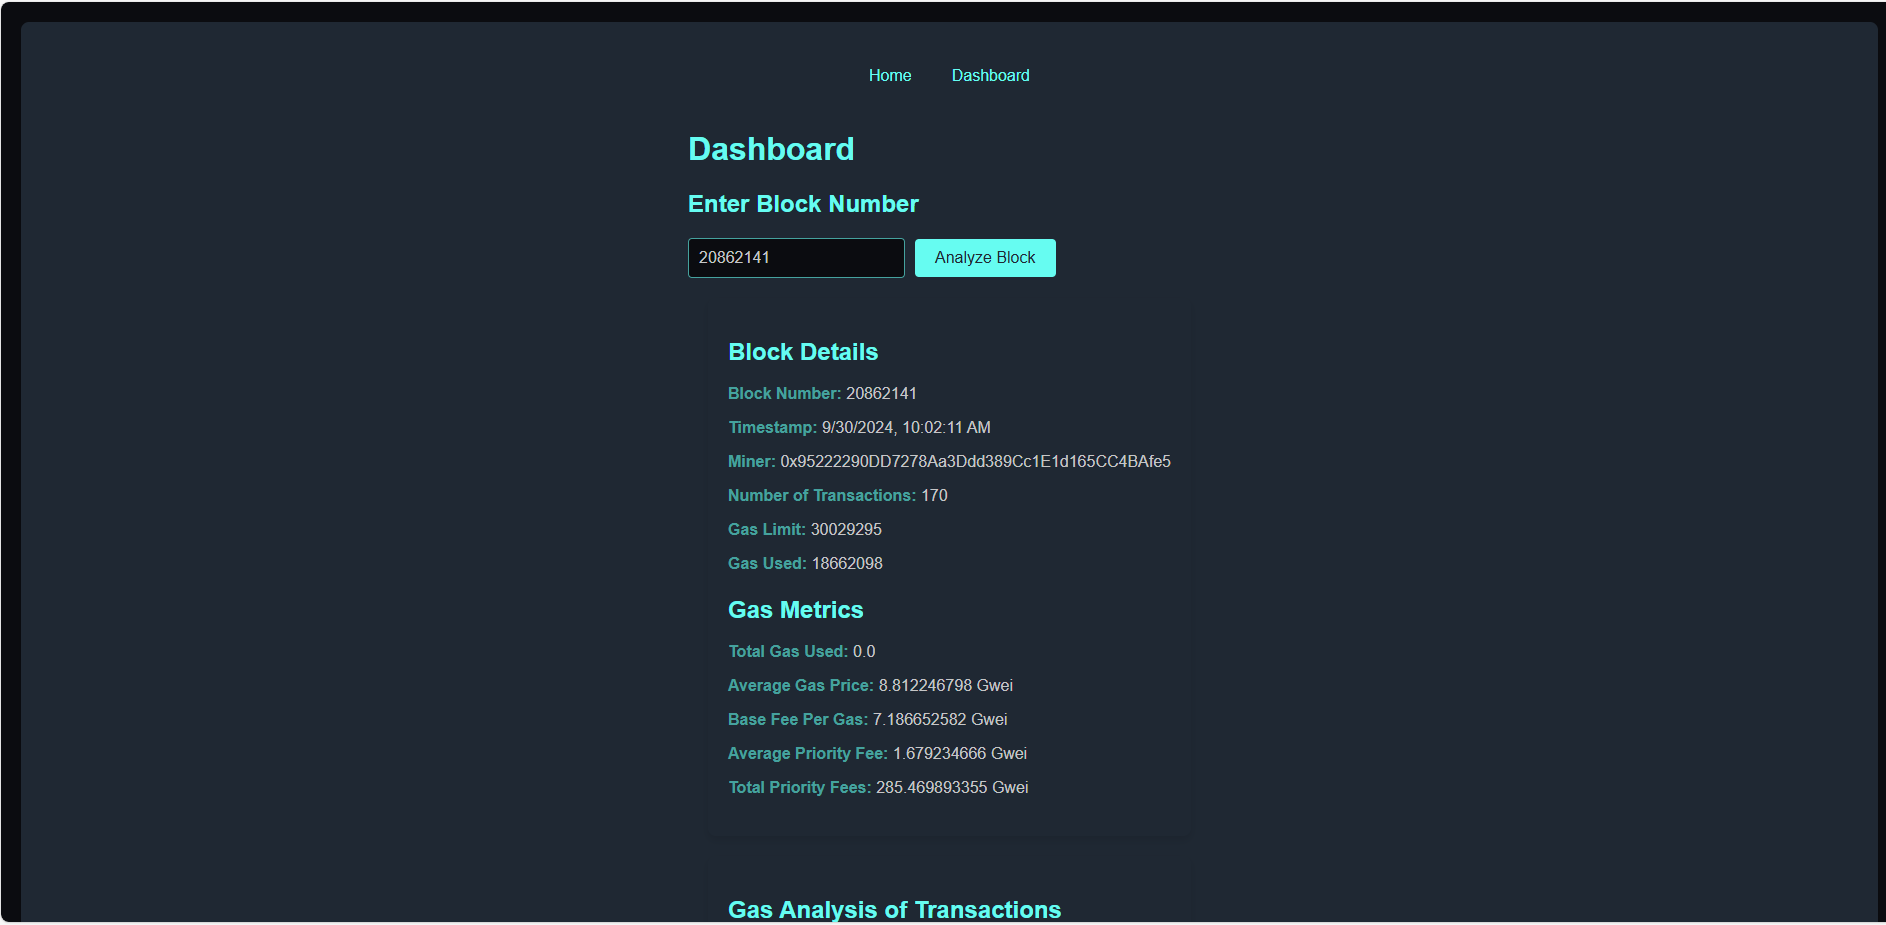 Home Dashboard
Dashboard
Enter Block Number
20862141 Analyze Block
Block Details
Block Number: 20862141
Timestamp: 9/30/2024, 10:02:11 AM
Miner: 0x95222290DD7278Aa3Ddd389Cc1E1d165CC4BAfe5
Number of Transactions: 170
Gas Limit: 30029295
Gas Used: 18662098
Gas Metrics
Total Gas Used: 0.0
Average Gas Price: 8.812246798 Gwei
Base Fee Per Gas: 7.186652582 Gwei
Average Priority Fee: 1.679234666 Gwei
Total Priority Fees: 285.469893355 Gwei
Gas Analysis of Transactions